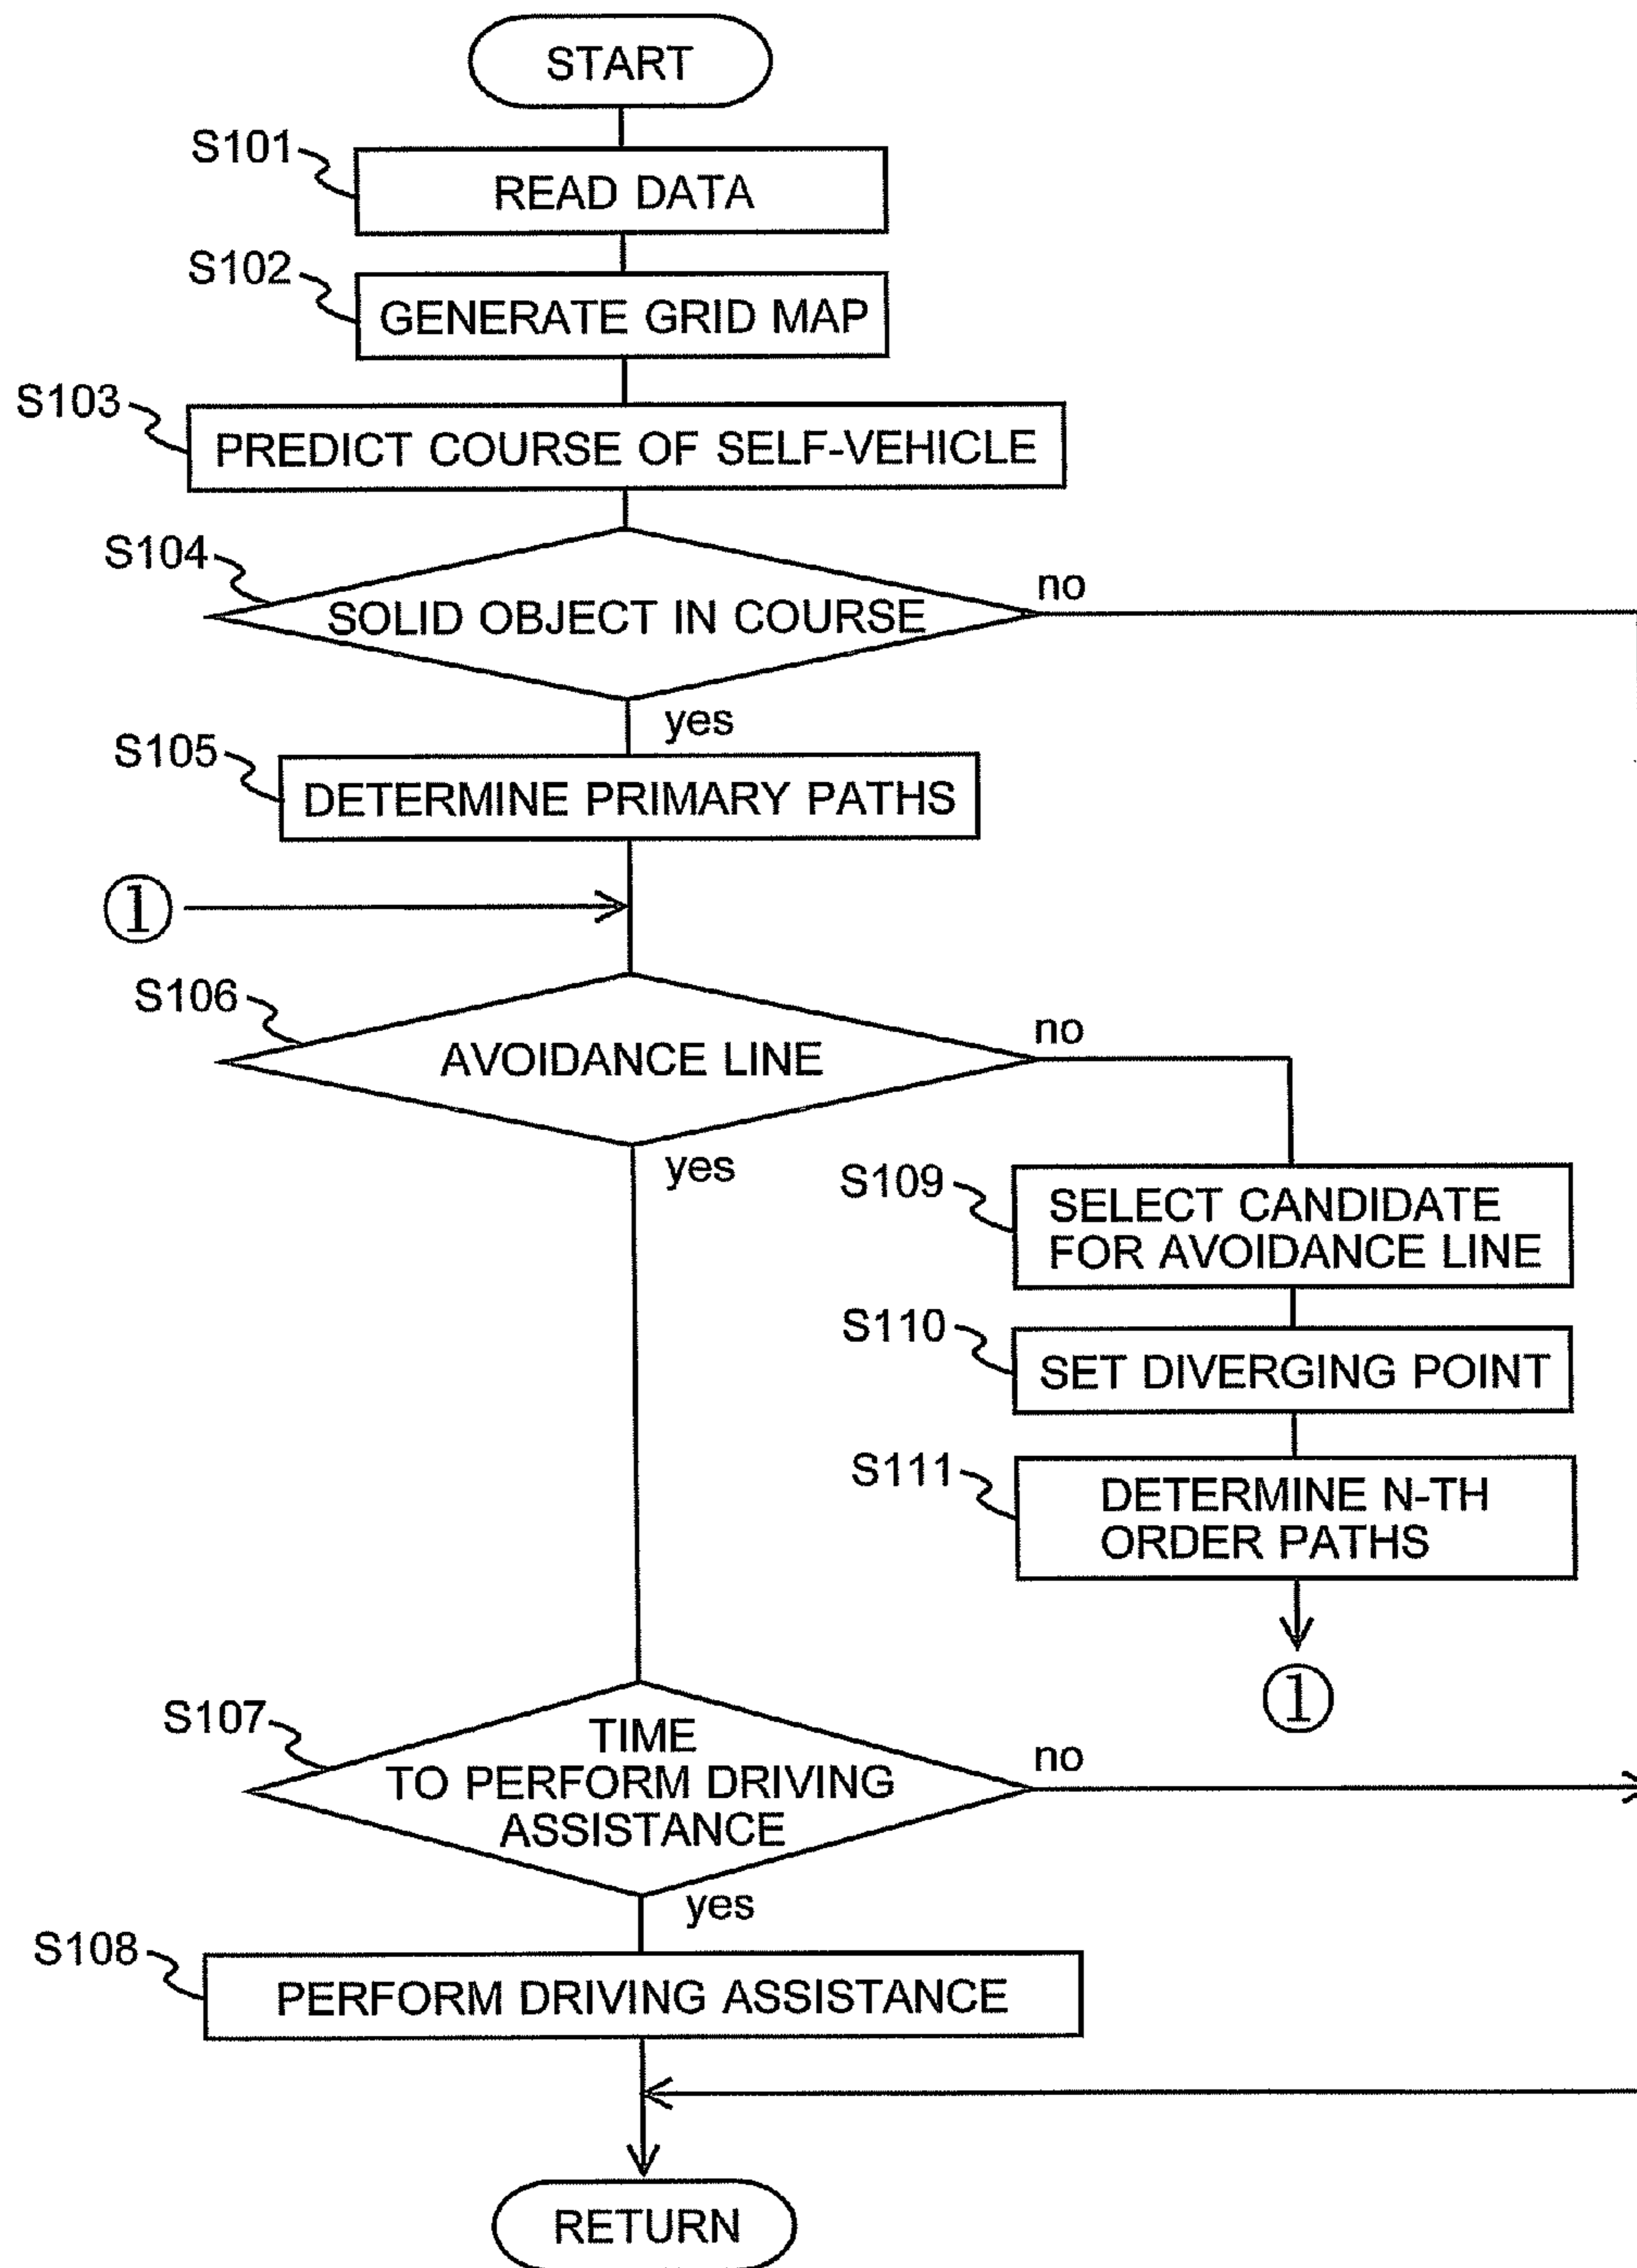 START
S101
READ DATA
S102
GENERATE GRID MAP
S103
PREDICT COURSE OF SELF-VEHICLE
S104
SOLID OBJECT IN COURSE
no
yes
S105
DETERMINE PRIMARY PATHS
①
S106
AVOIDANCE LINE
no
yes
S109
SELECT CANDIDATE
FOR AVOIDANCE LINE
S110
SET DIVERGING POINT
S111
DETERMINE N-TH
ORDER PATHS
①
S107
TIME
TO PERFORM DRIVING
ASSISTANCE
no
yes
S108
PERFORM DRIVING ASSISTANCE
RETURN